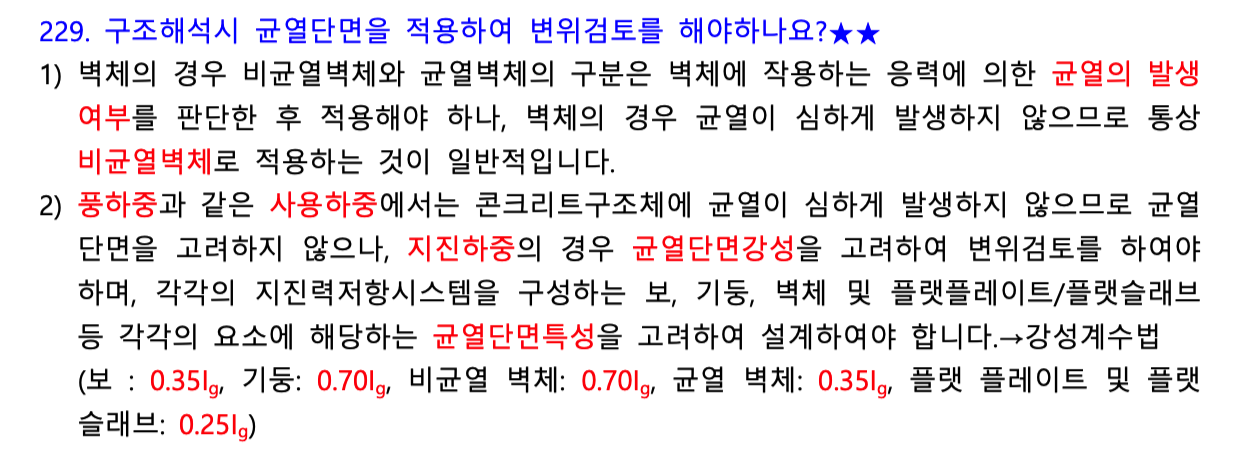 229. 구조해석시 균열단면을 적용하여 변위검토를 해야하나요?★★
1) 벽체의 경우 비균열벽체와 균열벽체의 구분은 벽체에 작용하는 응력에 의한 균열의 발생
여부를 판단한 후 적용해야 하나, 벽체의 경우 균열이 심하게 발생하지 않으므로 통상
비균열벽체로 적용하는 것이 일반적입니다.
2) 풍하중과 같은 사용하중에서는 콘크리트구조체에 균열이 심하게 발생하지 않으므로 균열
단면을 고려하지 않으나, 지진하중의 경우 균열단면강성을 고려하여 변위검토를 하여야
하며, 각각의 지진력저항시스템을 구성하는 보, 기둥, 벽체 및 플랫플레이트/플랫슬래브
등 각각의 요소에 해당하는 균열단면특성을 고려하여 설계하여야 합니다.→강성계수법
(보 : 0.35Ig, 기둥: 0.70Ig, 비균열 벽체: 0.70Ig, 균열 벽체: 0.35Ig, 플랫 플레이트 및 플랫
슬래브: 0.25Ig)